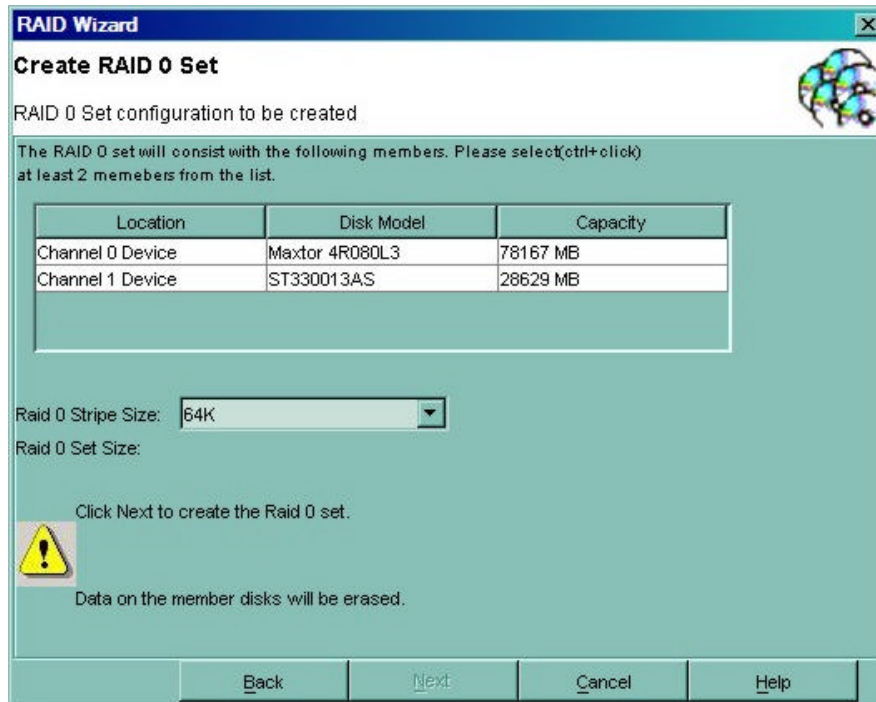 RAID Wizard
Create RAID 0 Set
RAID 0 Set configuration to be created
The RAID 0 set will consist with the following members. Please select(ctrl+click)
at least 2 memebers from the list.
Location Disk Model Capacity
Channel 0 Device Maxtor 4R080L3 78167 MB
Channel 1 Device ST330013AS 28629 MB
Raid 0 Stripe Size: 64K
Raid 0 Set Size:
Click Next to create the Raid 0 set.
Data on the member disks will be erased.
Back Next Cancel Help